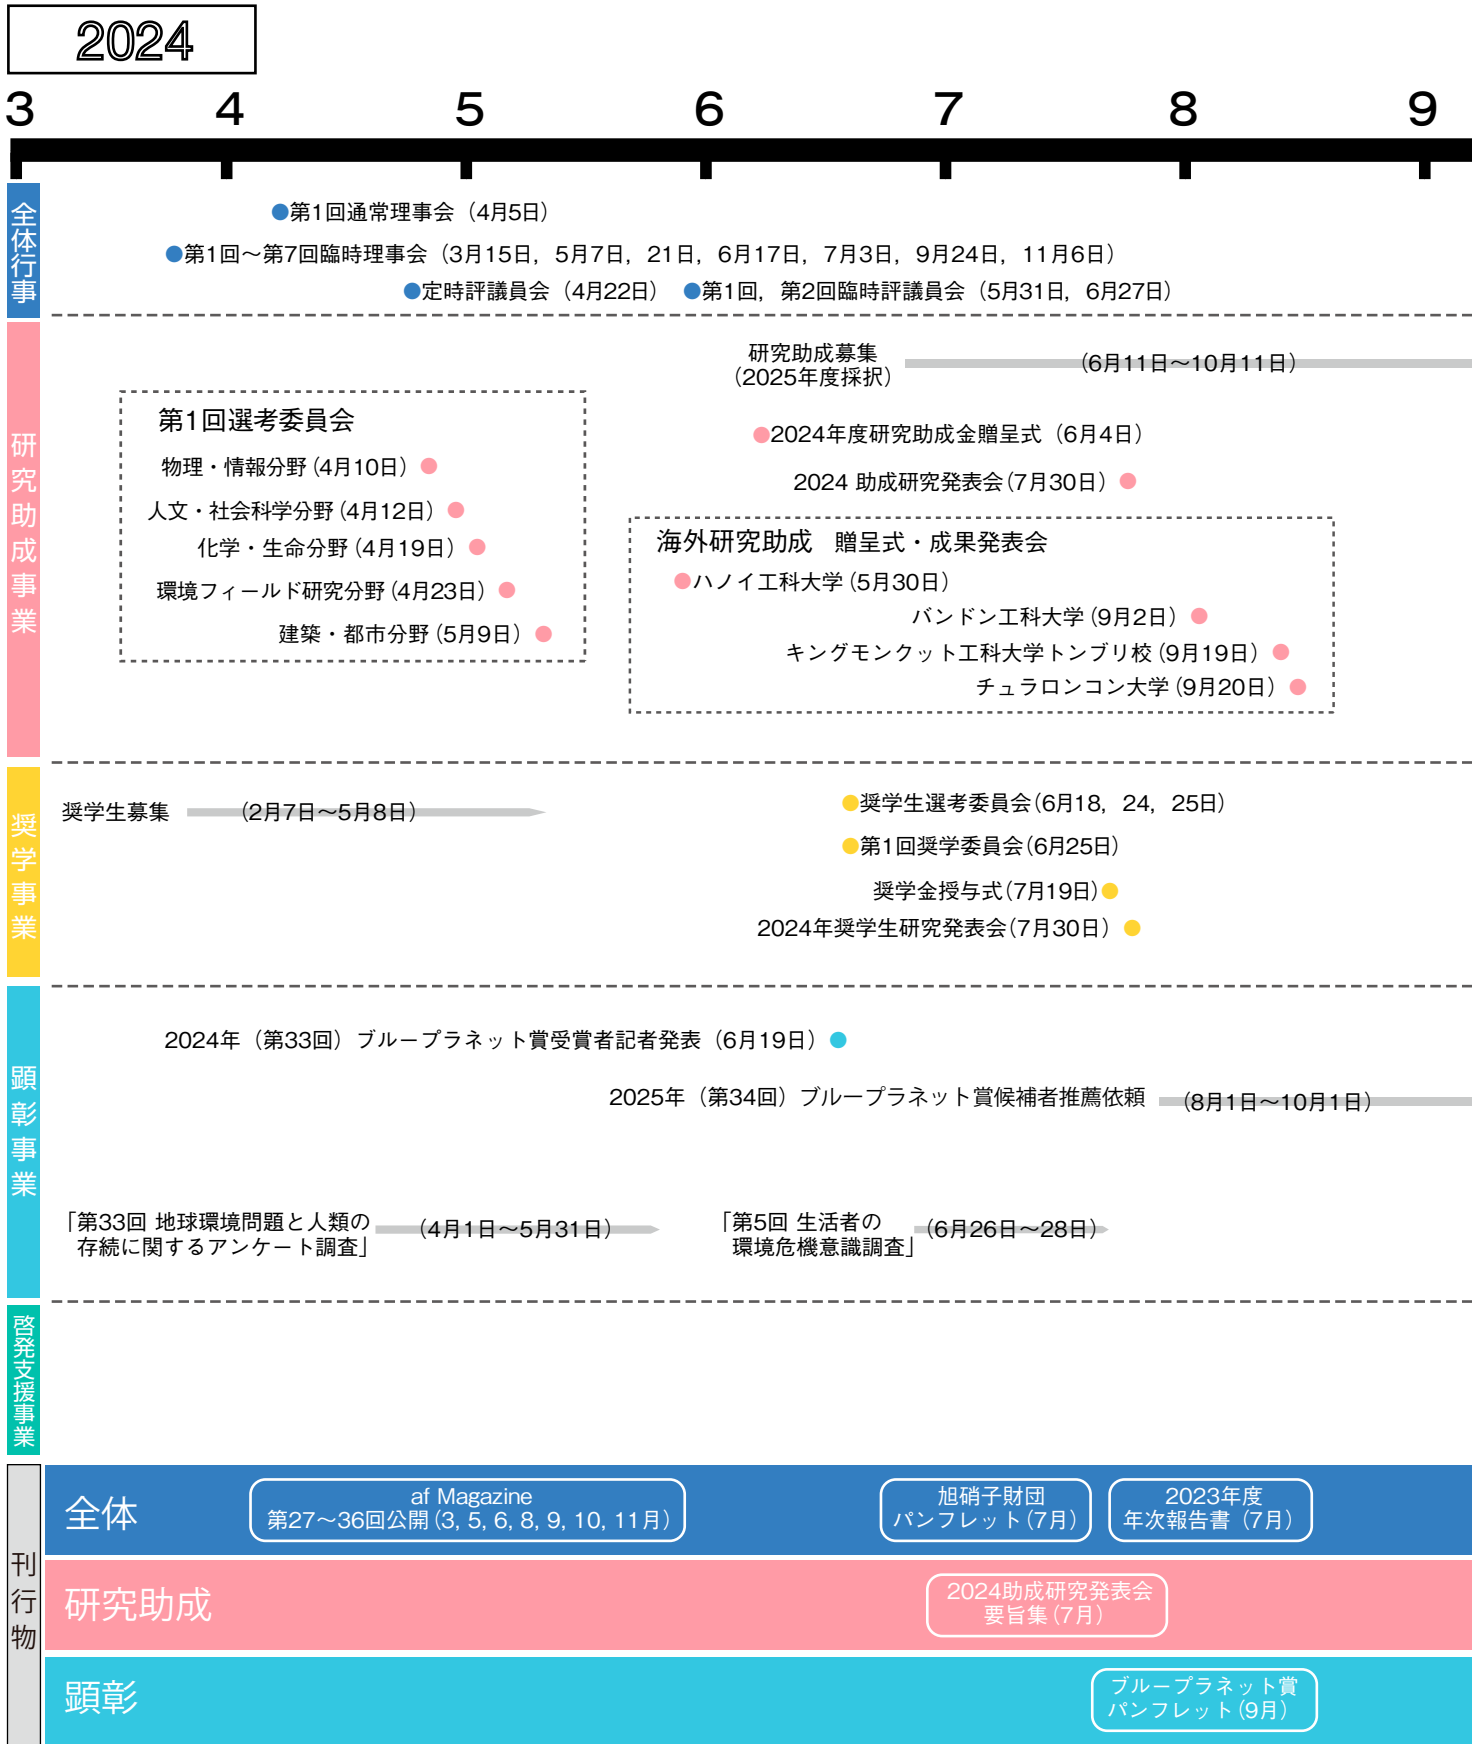 2024
3 4 5 6 7 8 9
全体行事
●第1回通常理事会（4月5日）
●第1回～第7回臨時理事会（3月15日，5月7日，21日，6月17日，7月3日，9月24日，11月6日）
●定時評議員会（4月22日） ●第1回，第2回臨時評議員会（5月31日，6月27日）
研究助成事業
研究助成募集
（2025年度採択）
（6月11日～10月11日）
第1回選考委員会
物理・情報分野（4月10日）●
人文・社会科学分野（4月12日）●
化学・生命分野（4月19日）●
環境フィールド研究分野（4月23日）●
建築・都市分野（5月9日）●
●2024年度研究助成金贈呈式（6月4日）
2024 助成研究発表会（7月30日）●
海外研究助成 贈呈式・成果発表会
●ハノイ工科大学（5月30日）
バンドン工科大学（9月2日）●
キングモンクット工科大学トンブリ校（9月19日）●
チュラロンコン大学（9月20日）●
奨学事業
奨学生募集 （2月7日～5月8日）
●奨学生選考委員会（6月18，24，25日）
●第1回奨学委員会（6月25日）
奨学金授与式（7月19日）●
2024年奨学生研究発表会（7月30日）●
顕彰事業
2024年（第33回）ブループラネット賞受賞者記者発表（6月19日）●
2025年（第34回）ブループラネット賞候補者推薦依頼 （8月1日～10月1日）
「第33回 地球環境問題と人類の
存続に関するアンケート調査」
（4月1日～5月31日）
「第5回 生活者の
環境危機意識調査」
（6月26日～28日）
啓発支援事業
刊行物
全体
af Magazine
第27～36回公開（3, 5, 6, 8, 9, 10, 11月）
旭硝子財団
パンフレット（7月）
2023年度
年次報告書（7月）
研究助成
2024助成研究発表会
要旨集（7月）
顕彰
ブループラネット賞
パンフレット（9月）